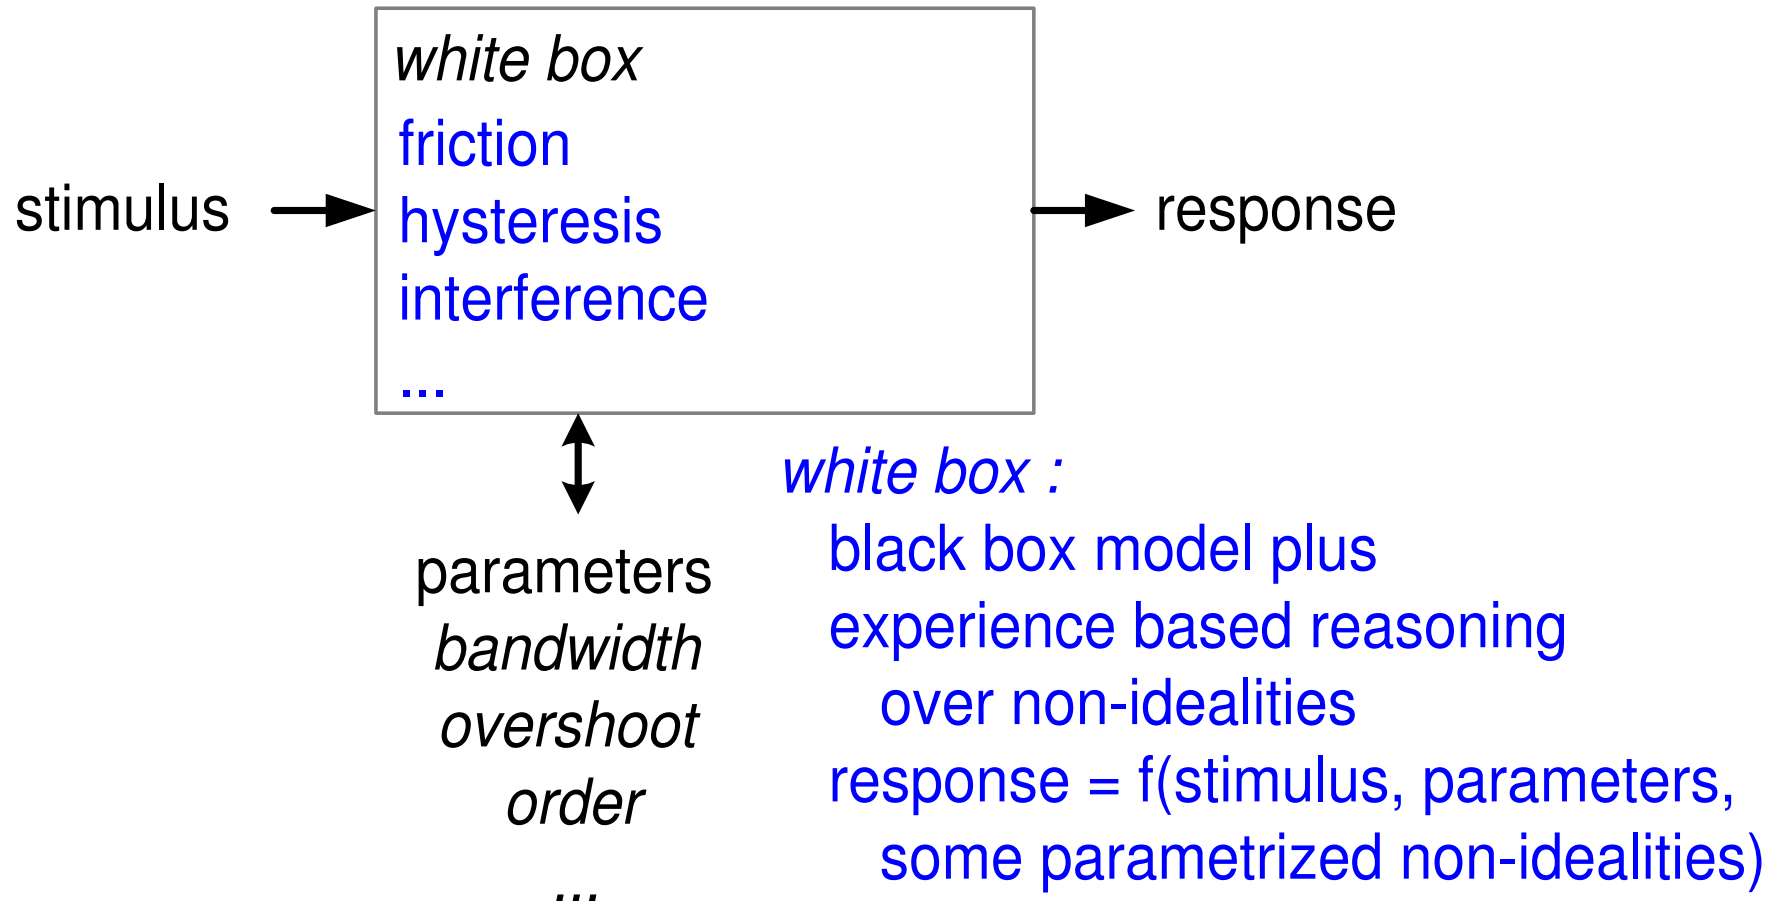 white box
friction
stimulus
hysteresis
response
interference
...
white box :
parameters
black box model plus
bandwidth
experience based reasoning
overshoot
over non-idealities
order
response = f(stimulus, parameters,
some parametrized non-idealities)
...